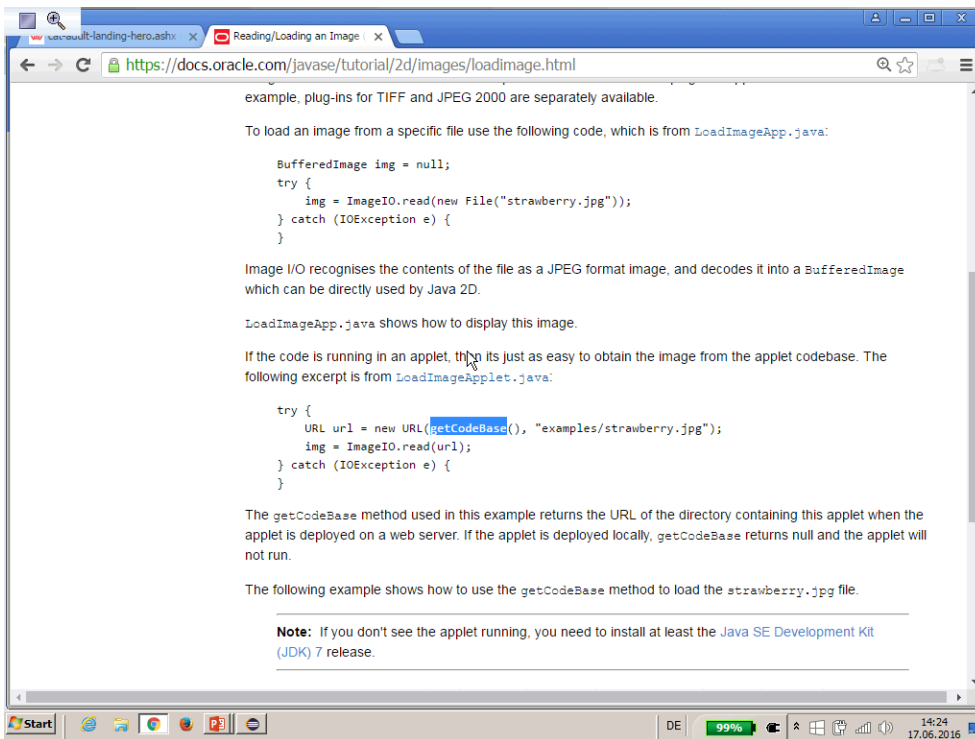 cat-adult-landing-hero.ashx
Reading/Loading an Image (
https://docs.oracle.com/javase/tutorial/2d/images/loadimage.html
example, plug-ins for TIFF and JPEG 2000 are separately available.
To load an image from a specific file use the following code, which is from LoadImageApp.java:
BufferedImage img = null;
try {
img = ImageIO.read(new File("strawberry.jpg"));
} catch (IOException e) {
}
Image I/O recognises the contents of the file as a JPEG format image, and decodes it into a BufferedImage
which can be directly used by Java 2D.
LoadImageApp.java shows how to display this image.
If the code is running in an applet, then its just as easy to obtain the image from the applet codebase. The
following excerpt is from LoadImageApplet.java:
try {
URL url = new URL(getCodeBase(), "examples/strawberry.jpg");
img = ImageIO.read(url);
} catch (IOException e) {
}
The getCodeBase method used in this example returns the URL of the directory containing this applet when the
applet is deployed on a web server. If the applet is deployed locally, getCodeBase returns null and the applet will
not run.
The following example shows how to use the getCodeBase method to load the strawberry.jpg file.
Note: If you don't see the applet running, you need to install at least the Java SE Development Kit
(JDK) 7 release.
Start
DE
99%
14:24
17.06.2016